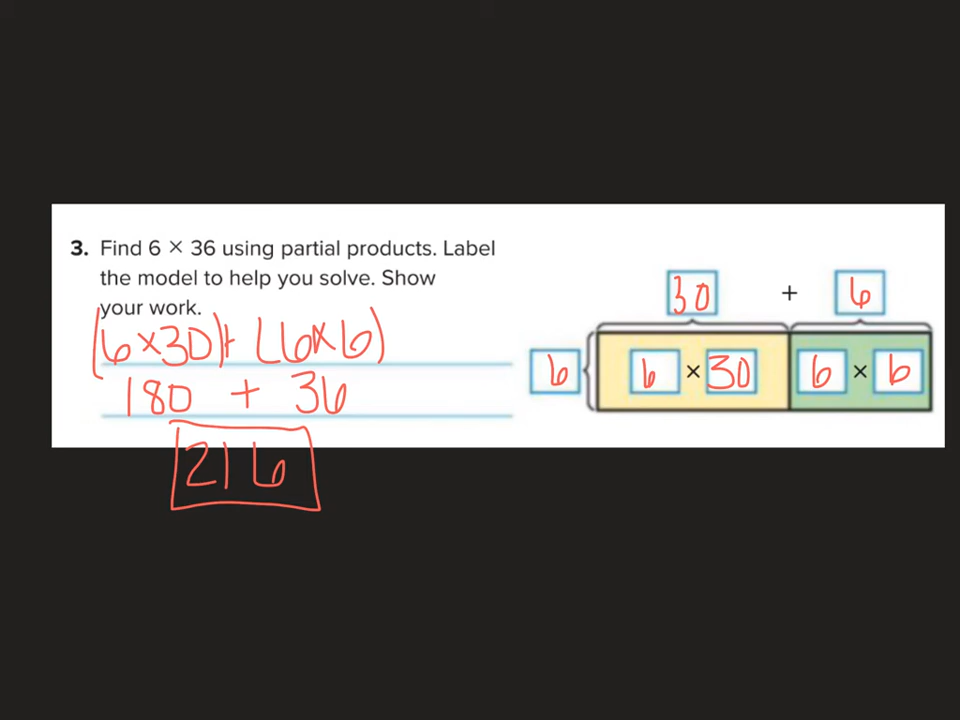 3. Find 6 × 36 using partial products. Label
the model to help you solve. Show
your work.
(6×30)+ (6×6)
180 + 36
216
30 + 6
6 6 × 30 6 × 6